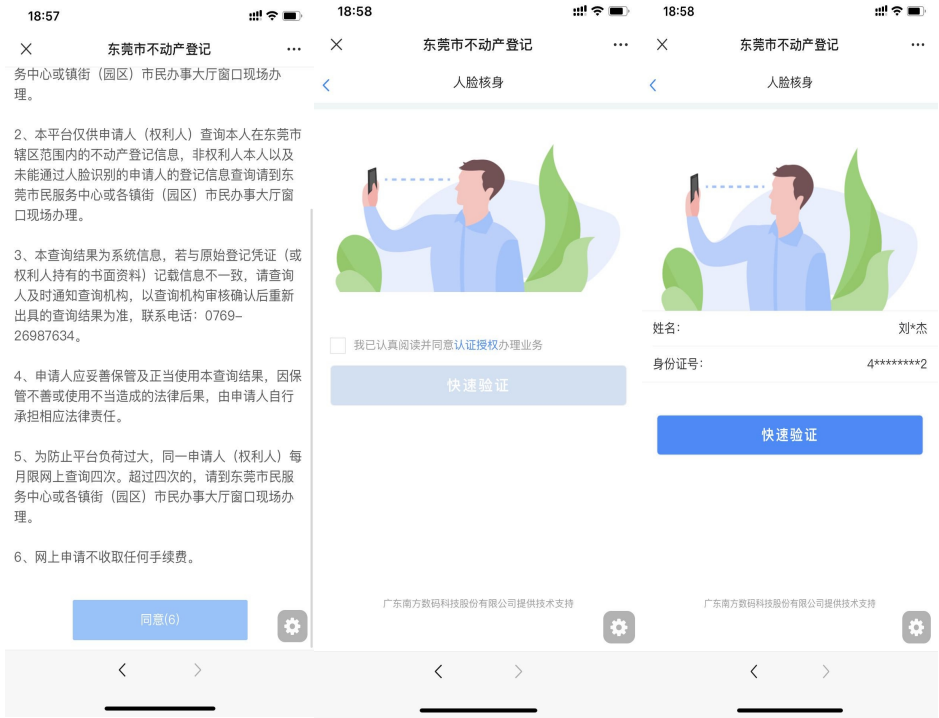 18:57
东莞市不动产登记
务中心或镇街（园区）市民办事大厅窗口现场办
理。
2、本平台仅供申请人（权利人）查询本人在东莞市
辖区范围内的不动产登记信息，非权利人本人以及
未能通过人脸识别的申请人的登记信息查询请到东
莞市民服务中心或各镇街（园区）市民办事大厅窗
口现场办理。
3、本查询结果为系统信息，若与原始登记凭证（或
权利人持有的书面资料）记载信息不一致，请查询
人及时通知查询机构，以查询机构审核确认后重新
出具的查询结果为准，联系电话：0769-
26987634。
4、申请人应妥善保管及正当使用本查询结果，因保
管不善或使用不当造成的法律后果，由申请人自行
承担相应法律责任。
5、为防止平台负荷过大，同一申请人（权利人）每
月限网上查询四次。超过四次的，请到东莞市民服
务中心或各镇街（园区）市民办事大厅窗口现场办
理。
6、网上申请不收取任何手续费。
同意(6)
18:58
东莞市不动产登记
人脸核身
我已认真阅读并同意认证授权办理业务
快速验证
广东南方数码科技股份有限公司提供技术支持
18:58
东莞市不动产登记
人脸核身
姓名： 刘*杰
身份证号： 4********2
快速验证
广东南方数码科技股份有限公司提供技术支持